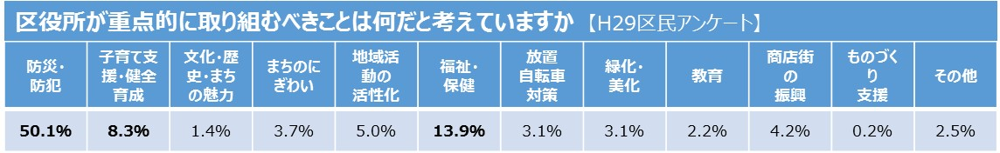 区役所が重点的に取り組むべきことは何だと考えていますか 【H29区民アンケート】
防災・
防犯
子育て支
援・健全
育成
文化・歴
史・まち
の魅力
まちのに
ぎわい
地域活
動の
活性化
福祉・
保健
放置
自転車
対策
緑化・
美化
教育
商店街
の
振興
ものづく
り
支援
その他
50.1% 8.3% 1.4% 3.7% 5.0% 13.9% 3.1% 3.1% 2.2% 4.2% 0.2% 2.5%